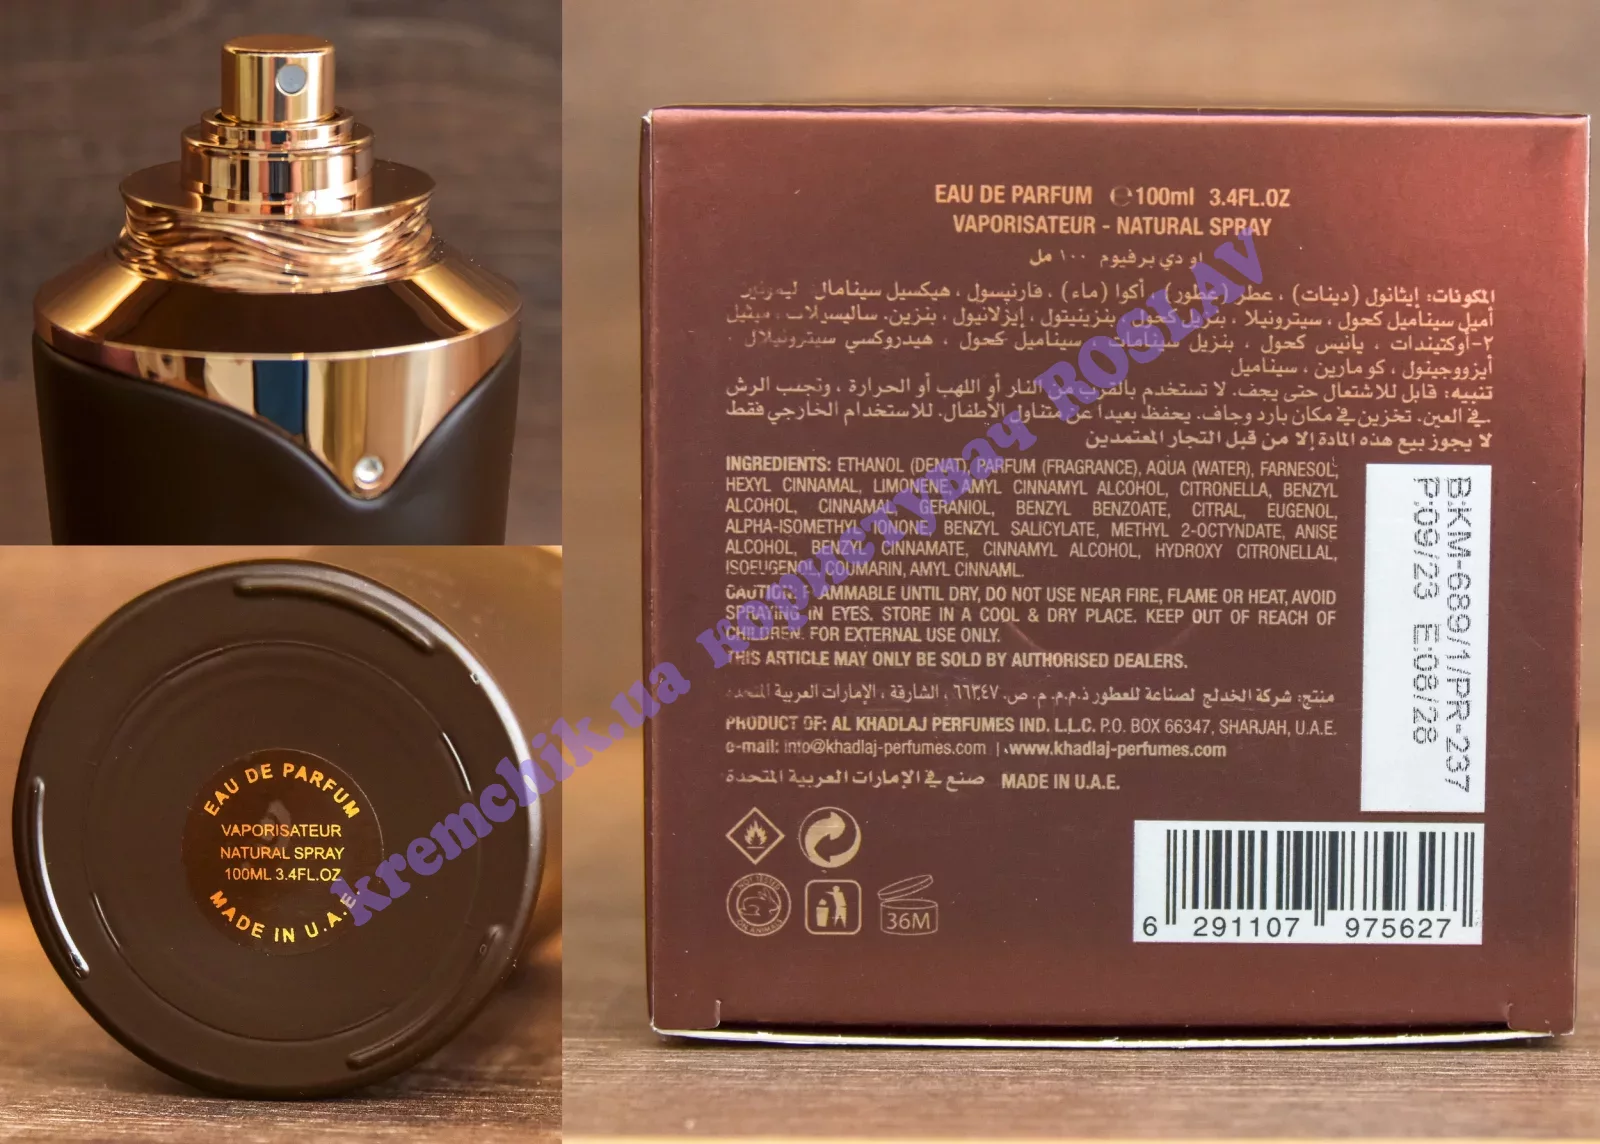 EAU DE PARFUM
VAPORISATEUR
NATURAL SPRAY
100ML 3.4FL.OZ
MADE IN U.A.E.
EAU DE PARFUM ℮100ml 3.4FL.OZ
VAPORISATEUR - NATURAL SPRAY
او دي برفيوم ١٠٠ مل
المكونات: إيثانول (دينات) ، عطر (عطور) ، أكوا (ماء) ، فارنيسول ، هيكسيل سينامال ليمونين
أميل سيناميل كحول ، سيترونيلا ، بنزيل كحول ، بنزينيتول ، إيزلانيول ، بنزين. ساليسيلات ، ميثيل
٢-أوكتيندات ، يانيس كحول ، بنزيل سينامات ، سيناميل كحول ، هيدروكسي سيترونيلال ،
أيزووجينول ، كومارين ، سيناميل
تنبيه: قابل للاشتعال حتى يجف. لا تستخدم بالقرب من النار أو اللهب أو الحرارة ، وتجنب الرش
في العين. تخزين في مكان بارد وجاف. يحفظ بعيداً عن متناول الأطفال. للاستخدام الخارجي فقط
لا يجوز بيع هذه المادة إلا من قبل التجار المعتمدين
INGREDIENTS: ETHANOL (DENAT), PARFUM (FRAGRANCE), AQUA (WATER), FARNESOL,
HEXYL CINNAMAL, LIMONENE, AMYL CINNAMYL ALCOHOL, CITRONELLA, BENZYL
ALCOHOL, CINNAMAL, GERANIOL, BENZYL BENZOATE, CITRAL, EUGENOL,
ALPHA-ISOMETHYL IONONE, BENZYL SALICYLATE, METHYL 2-OCTYNDATE, ANISE
ALCOHOL, BENZYL CINNAMATE, CINNAMYL ALCOHOL, HYDROXY CITRONELLAL,
ISOEUGENOL, COUMARIN, AMYL CINNAML.
CAUTION: FLAMMABLE UNTIL DRY, DO NOT USE NEAR FIRE, FLAME OR HEAT, AVOID
SPRAYING IN EYES. STORE IN A COOL & DRY PLACE. KEEP OUT OF REACH OF
CHILDREN. FOR EXTERNAL USE ONLY.
THIS ARTICLE MAY ONLY BE SOLD BY AUTHORISED DEALERS.
منتج: شركة الخدلج لصناعة للعطور ذ.م.م. ص. ٦٦٣٤٧ ، الشارقة ، الإمارات العربية المتحدة
PRODUCT OF: AL KHADLAJ PERFUMES IND. L.L.C. P.O. BOX 66347, SHARJAH, U.A.E.
e-mail: info@khadlaj-perfumes.com | www.khadlaj-perfumes.com
صنع في الإمارات العربية المتحدة MADE IN U.A.E.
B:KM-689/1/PR-237
P:09/23 E:08/28
NOT TESTED
ON ANIMALS
36M
6 291107 975627
kremchik.ua користувач ROSLAV